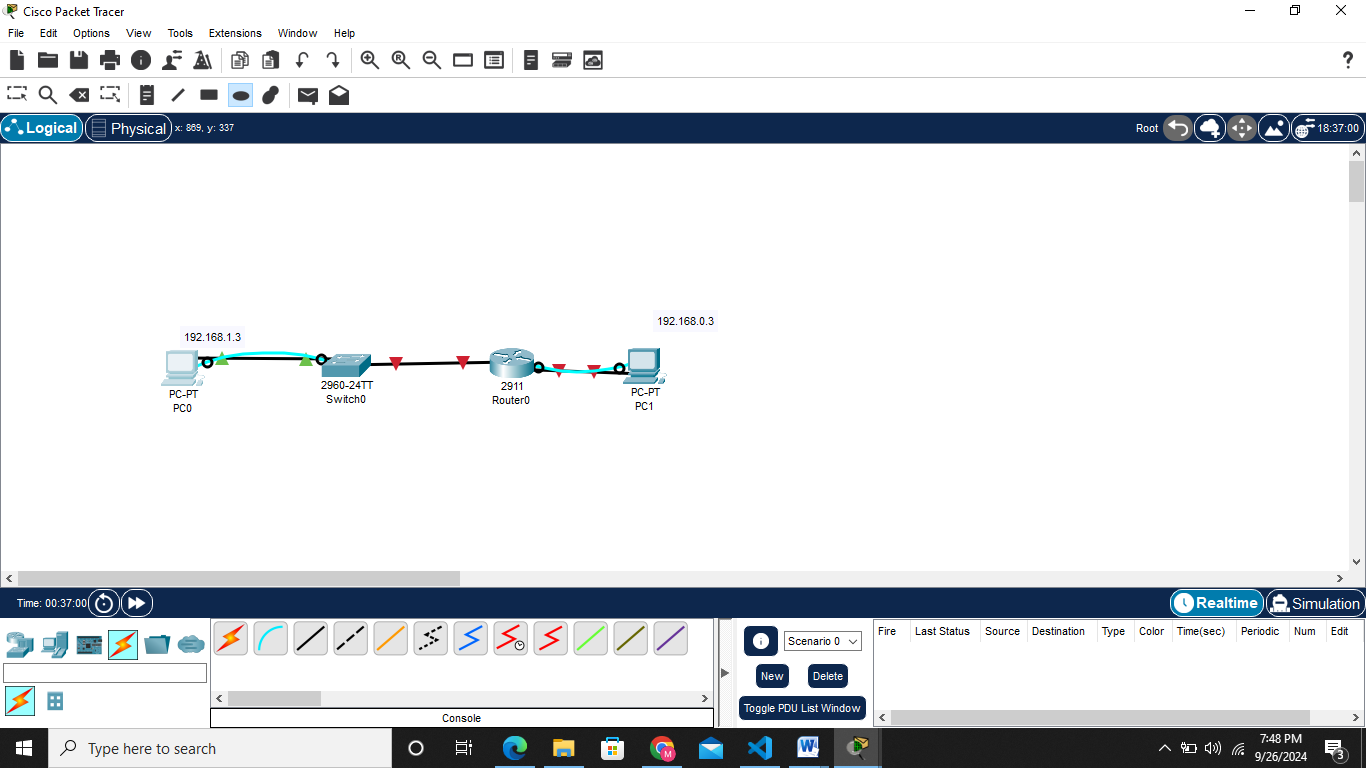 Cisco Packet Tracer
File Edit Options View Tools Extensions Window Help
R
?
Logical Physical x: 869, y: 337 Root 18:37:00
192.168.0.3
192.168.1.3
2960-24TT
Switch0
2911
Router0
PC-PT
PC0
PC-PT
PC1
Time: 00:37:00 Realtime Simulation
Scenario 0
New Delete
Toggle PDU List Window
Fire Last Status Source Destination Type Color Time(sec) Periodic Num Edit
Console
Type here to search
M
W
7:48 PM
9/26/2024
3